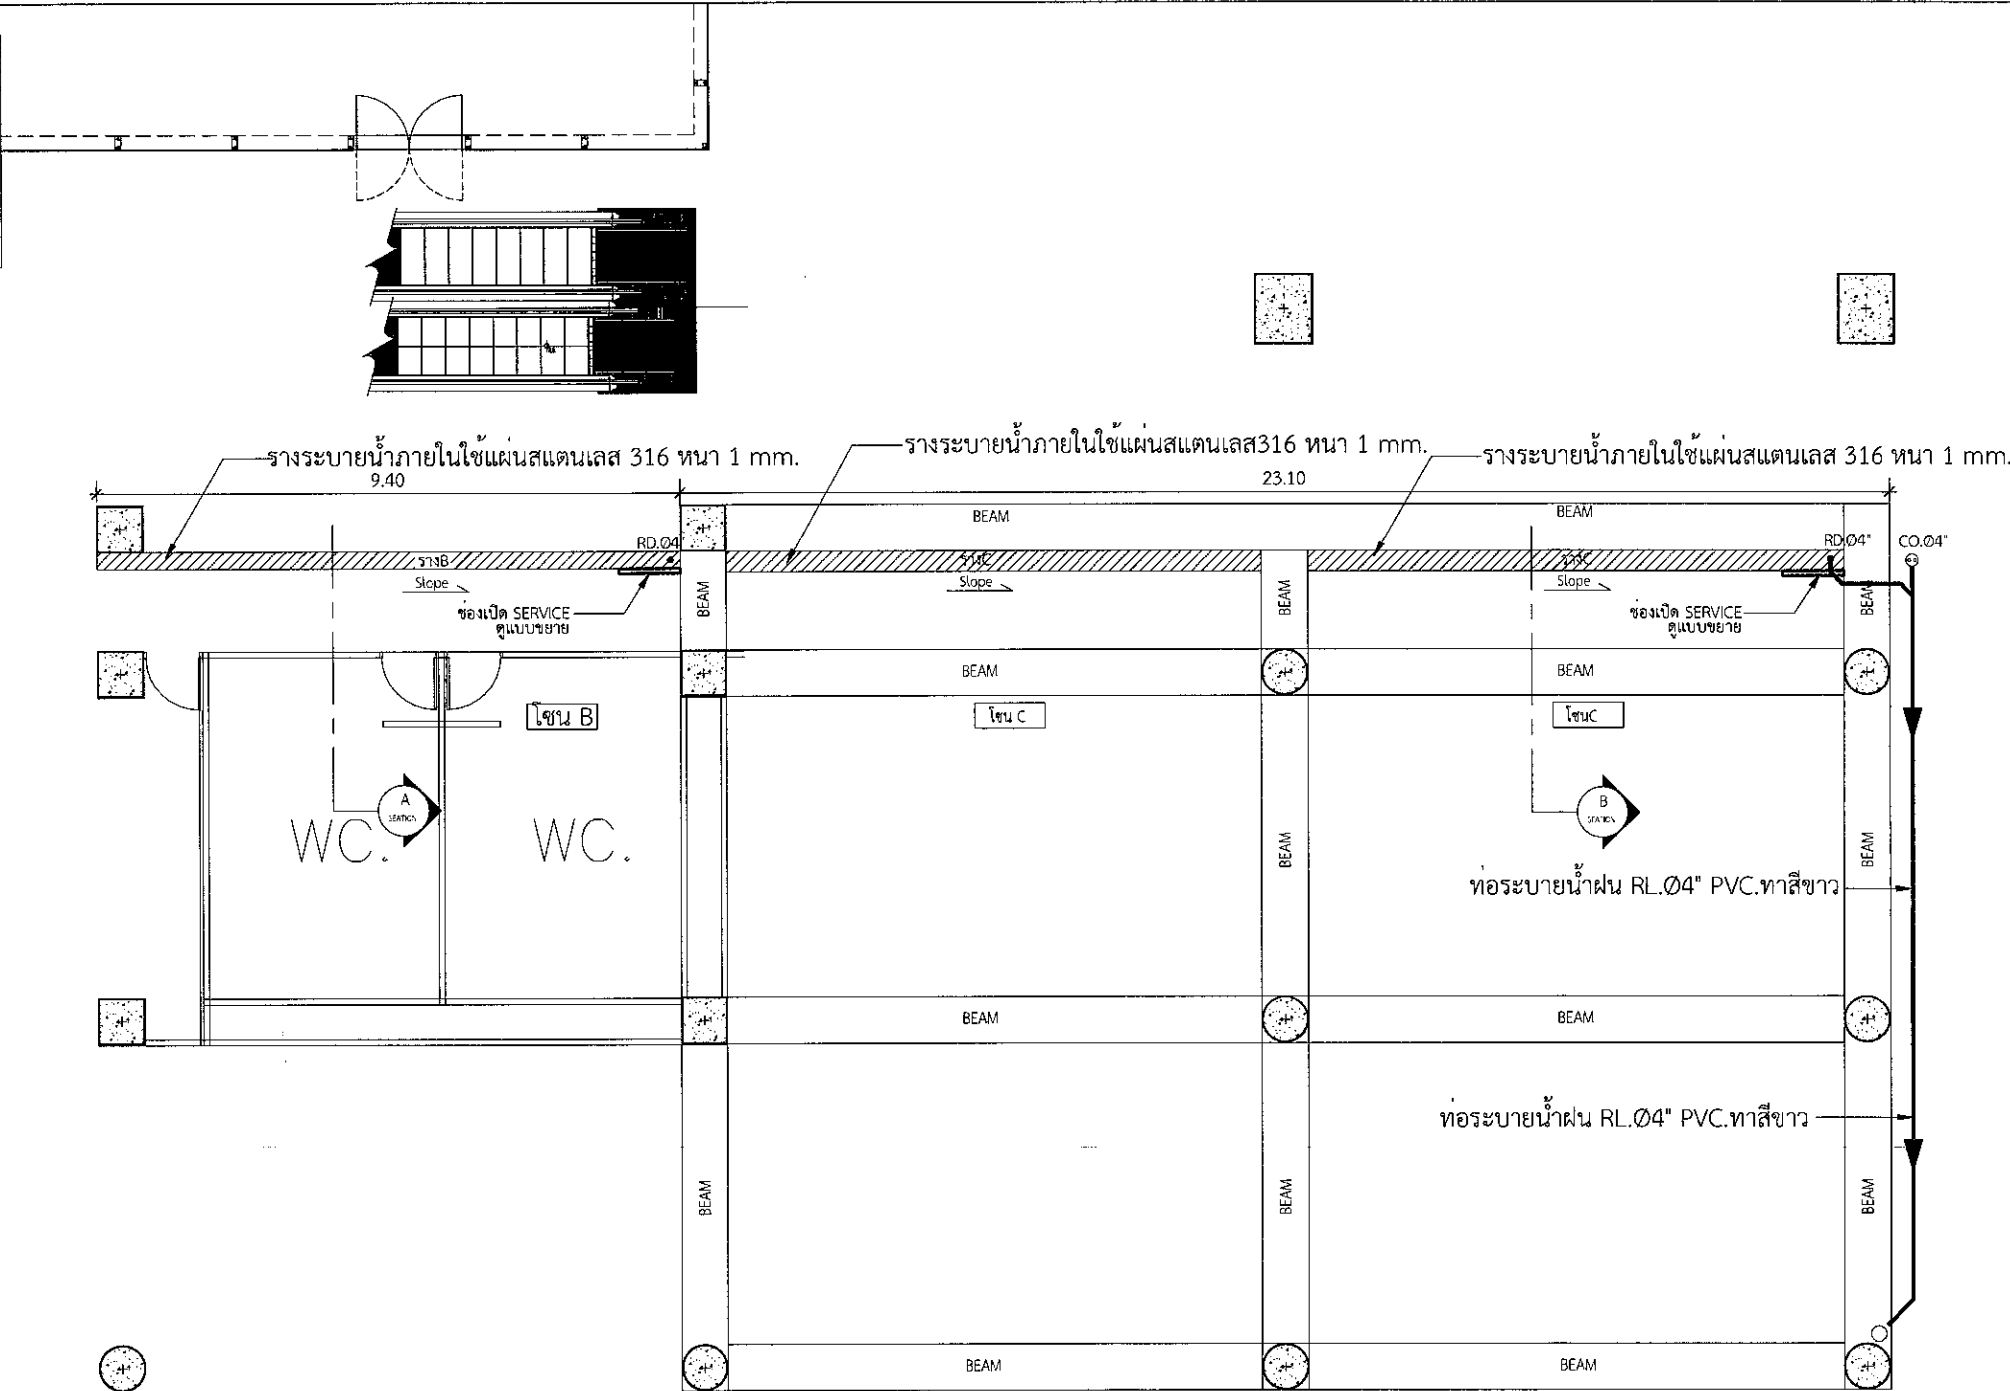 รางระบายน้ำภายในใช้แผ่นสแตนเลส 316 หนา 1 mm.
รางระบายน้ำภายในใช้แผ่นสแตนเลส316 หนา 1 mm.
รางระบายน้ำภายในใช้แผ่นสแตนเลส 316 หนา 1 mm.
9.40
23.10
BEAM
BEAM
RD.Ø4
RD.Ø4"
CO.Ø4"
รางB
รางC
รางC
Slope
Slope
Slope
ช่องเปิด SERVICE
ดูแบบขยาย
BEAM
BEAM
ช่องเปิด SERVICE
ดูแบบขยาย
BEAM
BEAM
BEAM
โซน B
โซน C
โซนC
A
B
WC.
WC.
BEAM
BEAM
ท่อระบายน้ำฝน RL.Ø4" PVC.ทาสีขาว
BEAM
BEAM
ท่อระบายน้ำฝน RL.Ø4" PVC.ทาสีขาว
BEAM
BEAM
BEAM
BEAM
BEAM